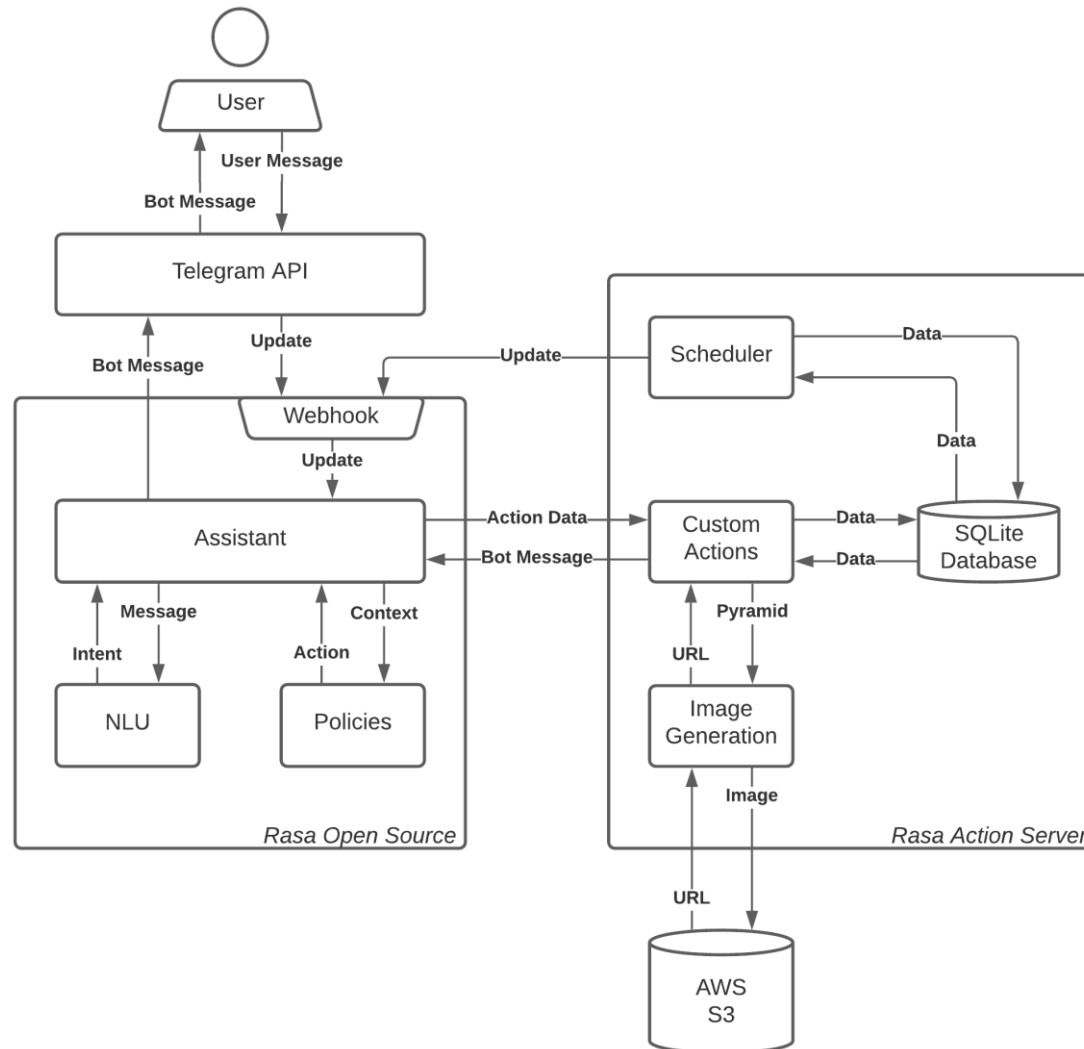 User
User Message
Bot Message
Telegram API
Update
Bot Message
Scheduler
Data
Update
Webhook
Data
Update
Assistant
Action Data
Custom
Actions
Data
SQLite
Database
Bot Message
Data
Message
Context
Pyramid
Intent
Action
URL
NLU
Policies
Image
Generation
Image
Rasa Open Source
Rasa Action Server
URL
AWS
S3